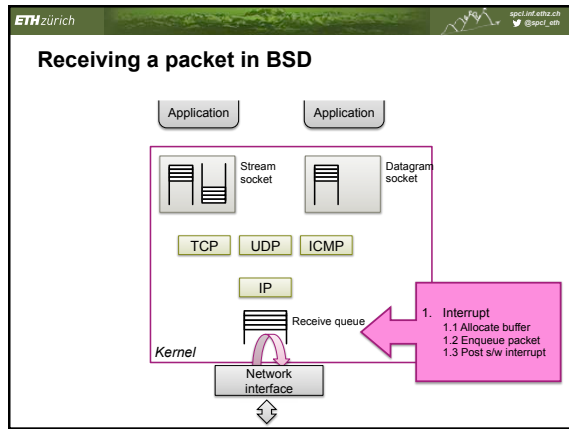 ETH zürich
spcl.inf.ethz.ch
@spcl_eth
Receiving a packet in BSD
Application
Application
Stream
socket
Datagram
socket
TCP
UDP
ICMP
IP
Receive queue
Kernel
Network
interface
1. Interrupt
1.1 Allocate buffer
1.2 Enqueue packet
1.3 Post s/w interrupt